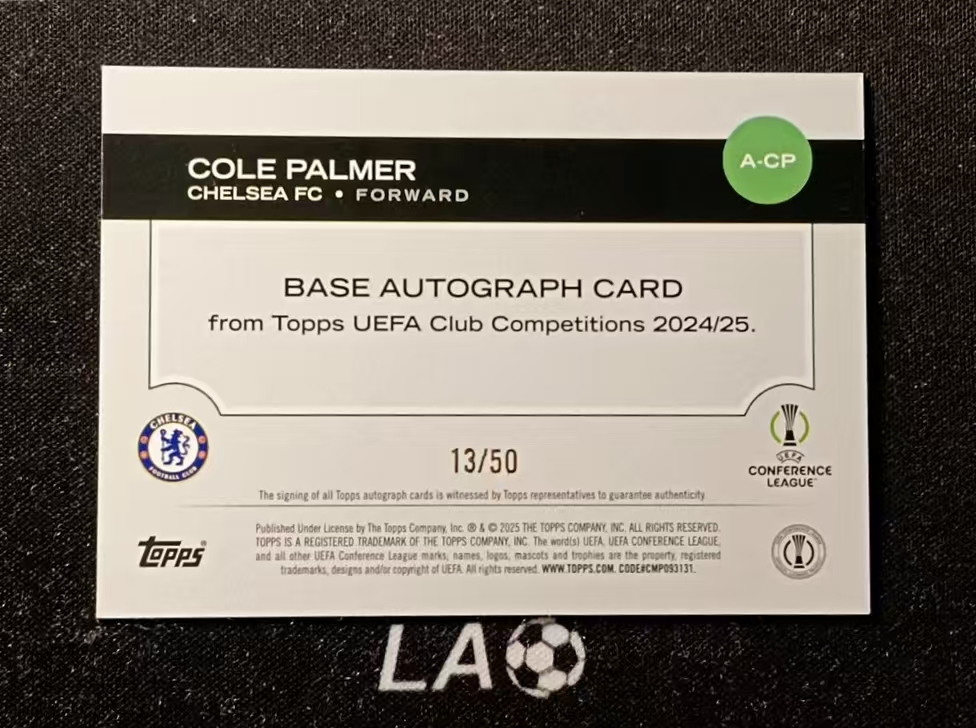 COLE PALMER
CHELSEA FC • FORWARD
A-CP
BASE AUTOGRAPH CARD
from Topps UEFA Club Competitions 2024/25.
CHELSEA
FOOTBALL CLUB
13/50
UEFA
CONFERENCE
LEAGUE™
The signing of all Topps autograph cards is witnessed by Topps representatives to guarantee authenticity
topps®
Published Under License by The Topps Company, Inc. ® & © 2025 THE TOPPS COMPANY, INC. ALL RIGHTS RESERVED.
TOPPS IS A REGISTERED TRADEMARK OF THE TOPPS COMPANY, INC. The word(s) UEFA, UEFA CONFERENCE LEAGUE,
and all other UEFA Conference League marks, names, logos, mascots and trophies are the property, registered
trademarks, designs and/or copyright of UEFA. All rights reserved. WWW.TOPPS.COM. CODE#CMP093131.
LA